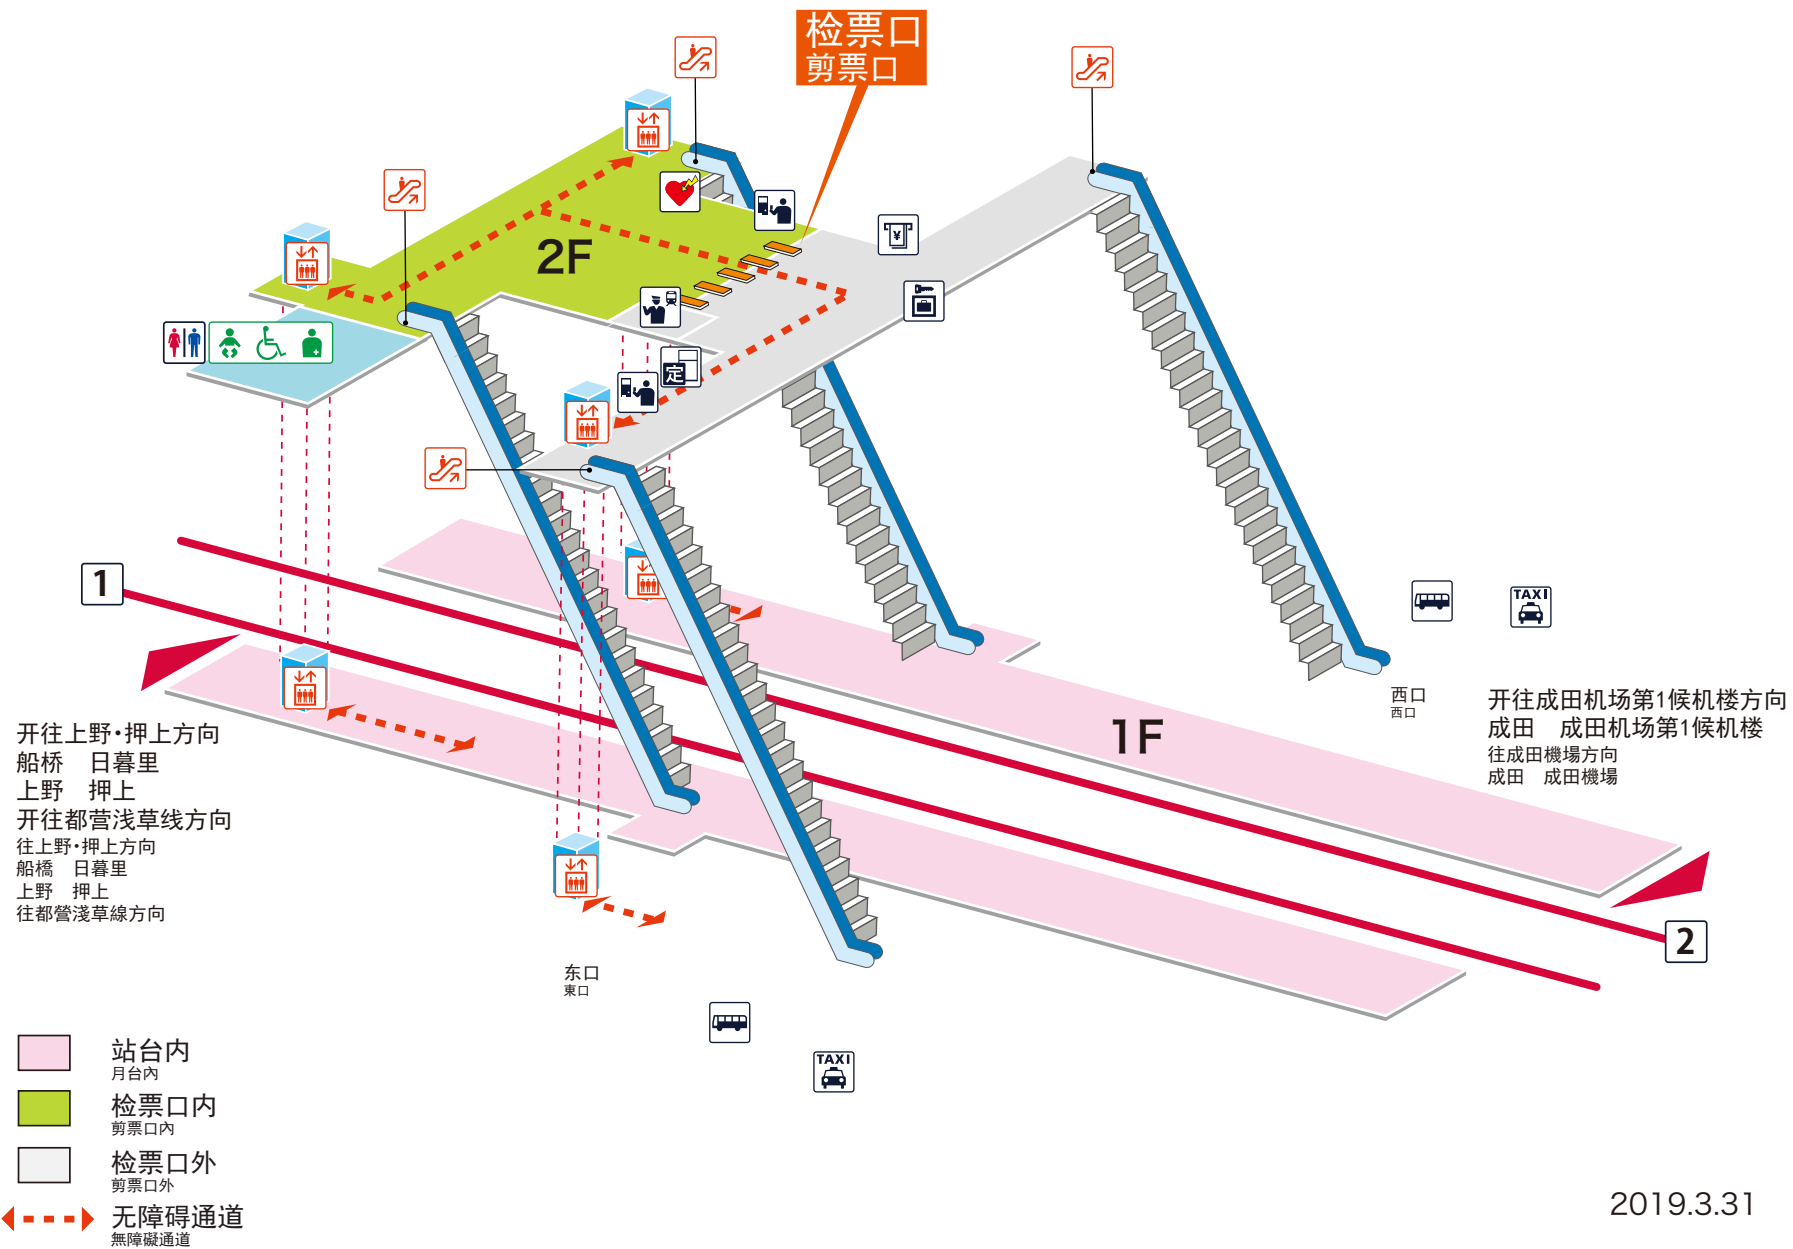 检票口
剪票口
2F
¥
定
1
TAXI
西口
西口
开往成田机场第1候机楼方向
成田　成田机场第1候机楼
往成田機場方向
成田　成田機場
1F
开往上野・押上方向
船桥　日暮里
上野　押上
开往都营浅草线方向
往上野・押上方向
船橋　日暮里
上野　押上
往都營淺草線方向
2
东口
東口
TAXI
站台内
月台內
检票口内
剪票口內
检票口外
剪票口外
无障碍通道
無障礙通道
2019.3.31